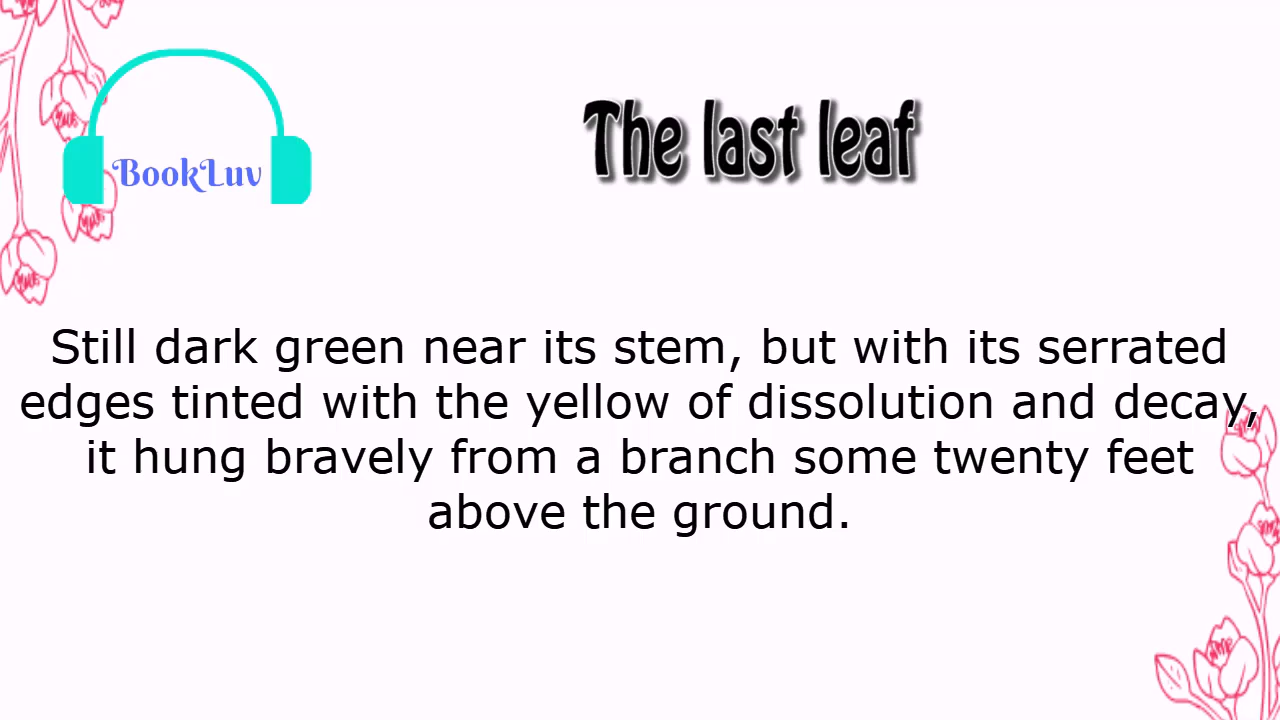 The last leaf
BookLuv
Still dark green near its stem, but with its serrated
edges tinted with the yellow of dissolution and decay,
it hung bravely from a branch some twenty feet
above the ground.